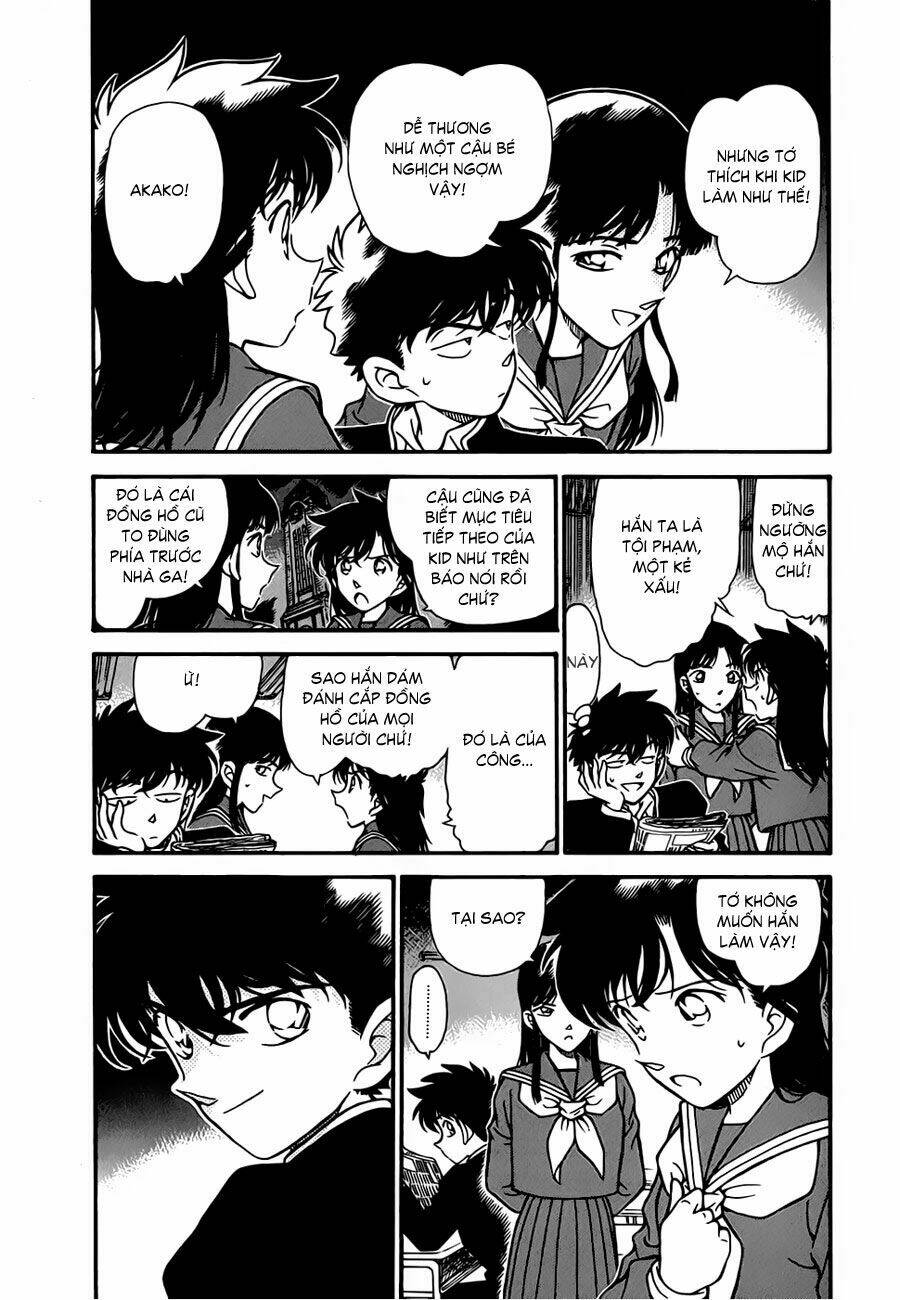 NHƯNG TỚ
THÍCH KHI KID
LÀM NHƯ THẾ!
DỄ THƯƠNG
NHƯ MỘT CẬU BÉ
NGHỊCH NGỢM
VẬY!
AKAKO!
ĐỪNG
NGƯỠNG
MỘ HẮN
CHỨ!
HẮN TA LÀ
TỘI PHẠM,
MỘT KẺ
XẤU!
NÀY
CẬU CŨNG ĐÃ
BIẾT MỤC TIÊU
TIẾP THEO CỦA
KID NHƯ TRÊN
BÁO NÓI RỒI
CHỨ?
ĐÓ LÀ CÁI
ĐỒNG HỒ CŨ
TO ĐÙNG
PHÍA TRƯỚC
NHÀ GA!
ĐÓ LÀ CỦA
CÔNG...
SAO HẮN DÁM
ĐÁNH CẮP ĐỒNG
HỒ CỦA MỌI
NGƯỜI CHỨ!
Ừ!
TỚ KHÔNG
MUỐN HẮN
LÀM VẬY!
TẠI SAO?
........